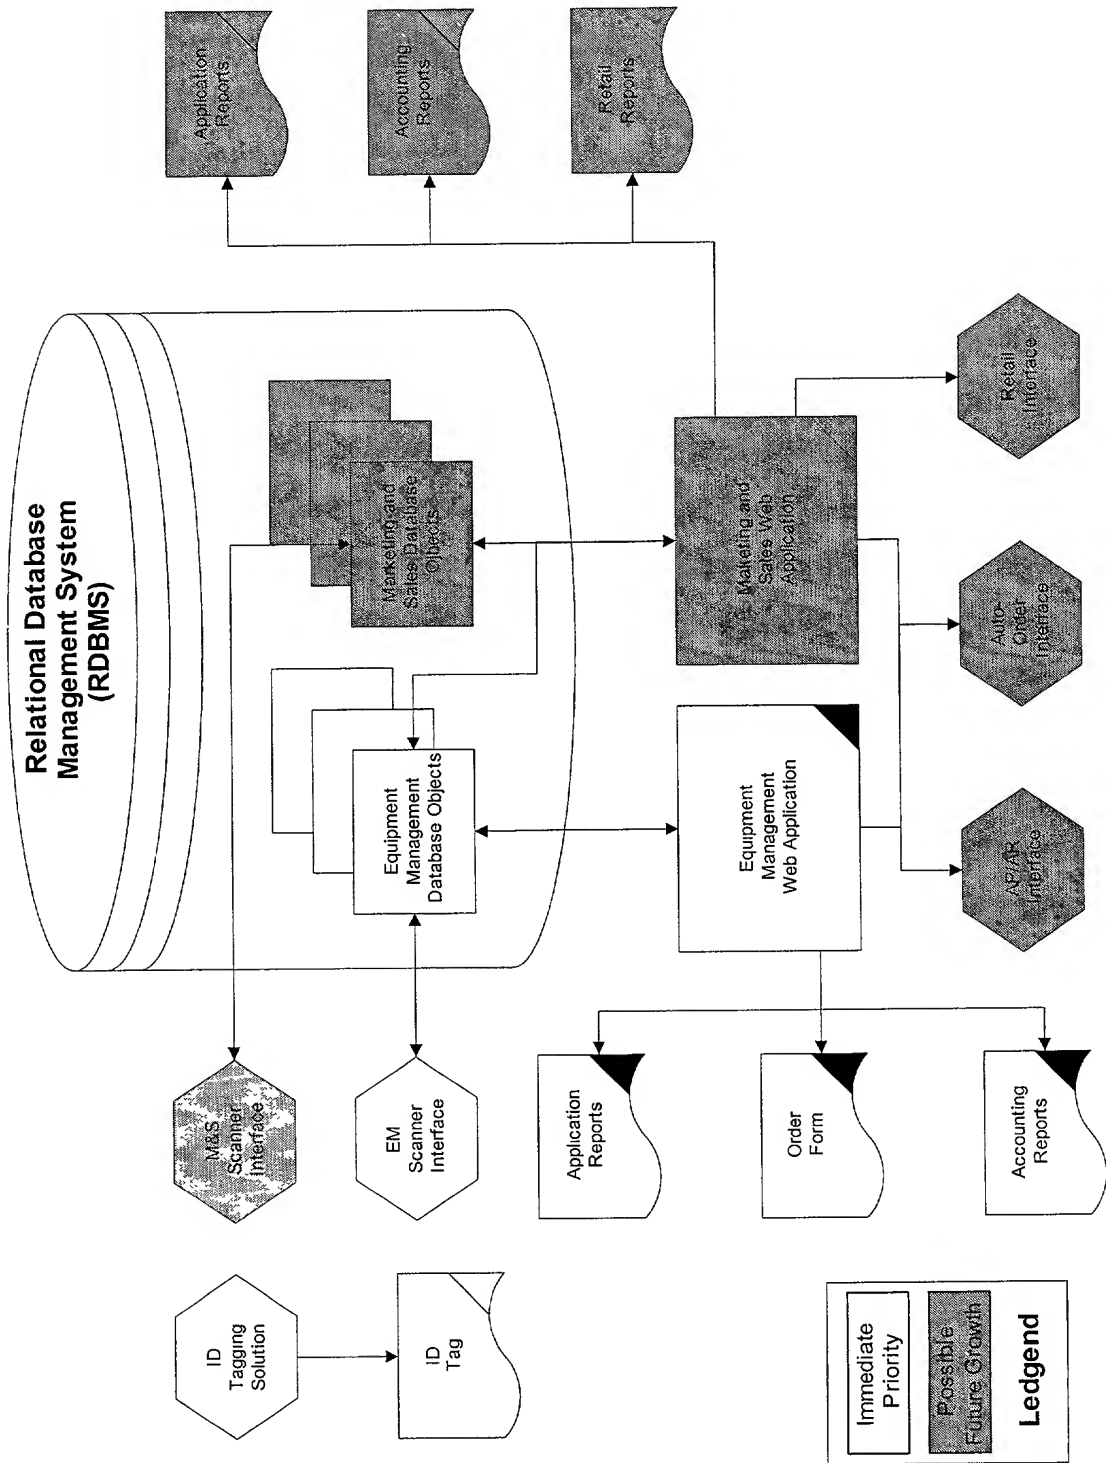 Relational Database
Management System
(RDBMS)
ID
Tagging
Solution
ID
Tag
M&S
Scanner
Interface
EM
Scanner
Interface
Equipment
Management
Database Objects
Marketing and
Sales Database
Objects
Application
Reports
Accounting
Reports
Retail
Reports
Application
Reports
Order
Form
Accounting
Reports
Equipment
Management
Web Application
Marketing and
Sales Web
Application
AP/AR
Interface
Auto-
Order
Interface
Retail
Interface
Immediate
Priority
Possible
Future Growth
Ledgend